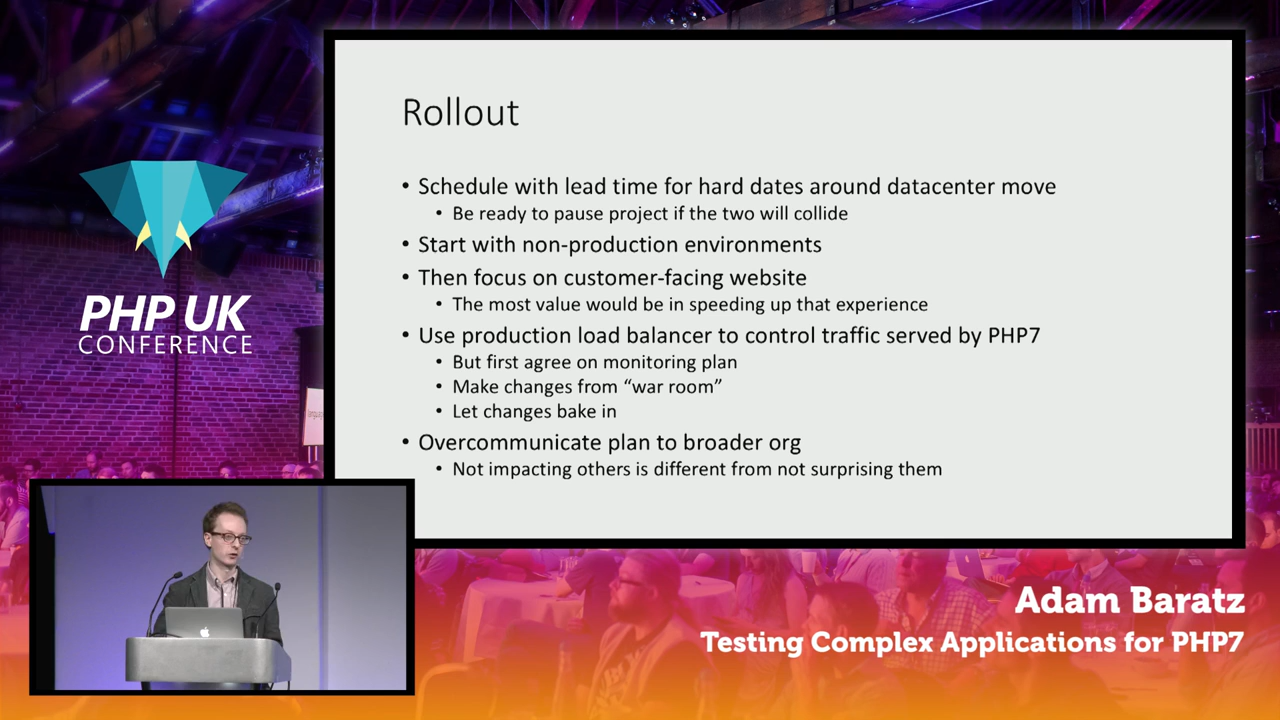 Rollout
• Schedule with lead time for hard dates around datacenter move
• Be ready to pause project if the two will collide
• Start with non-production environments
• Then focus on customer-facing website
• The most value would be in speeding up that experience
• Use production load balancer to control traffic served by PHP7
• But first agree on monitoring plan
• Make changes from “war room”
• Let changes bake in
• Overcommunicate plan to broader org
• Not impacting others is different from not surprising them
PHP UK
CONFERENCE
Adam Baratz
Testing Complex Applications for PHP7